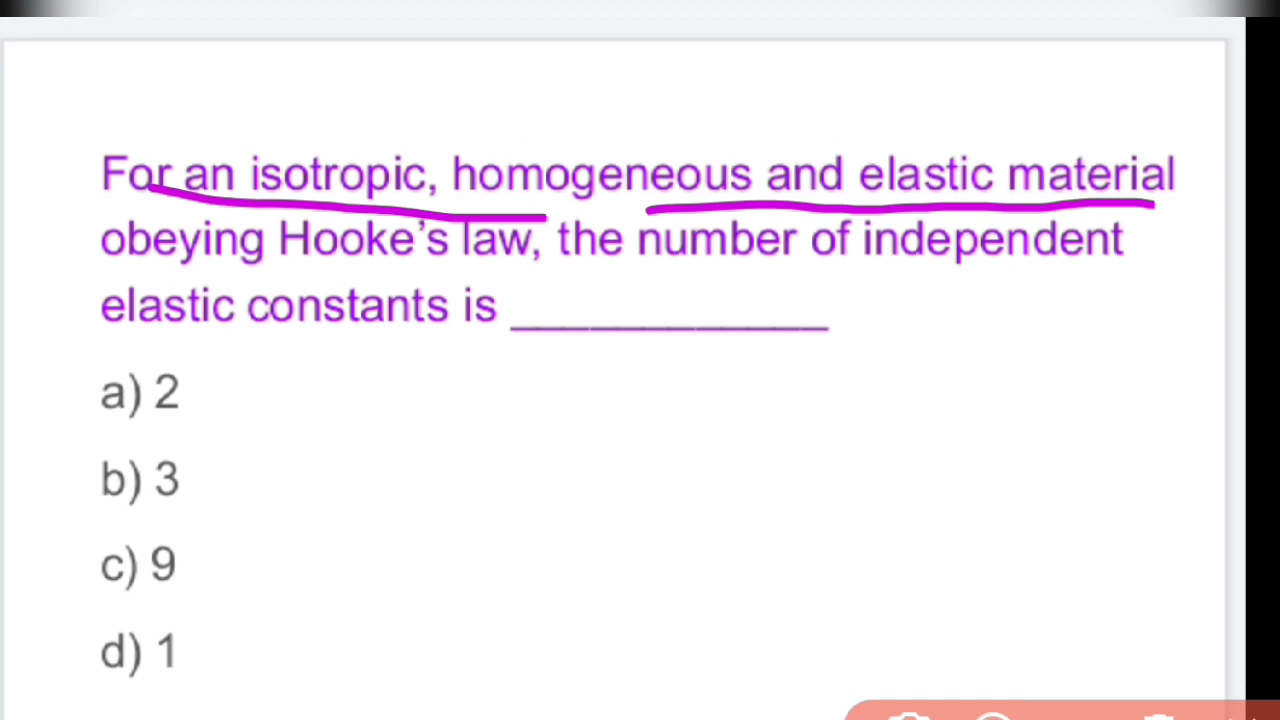 For an isotropic, homogeneous and elastic material
obeying Hooke’s law, the number of independent
elastic constants is ____________
a) 2
b) 3
c) 9
d) 1